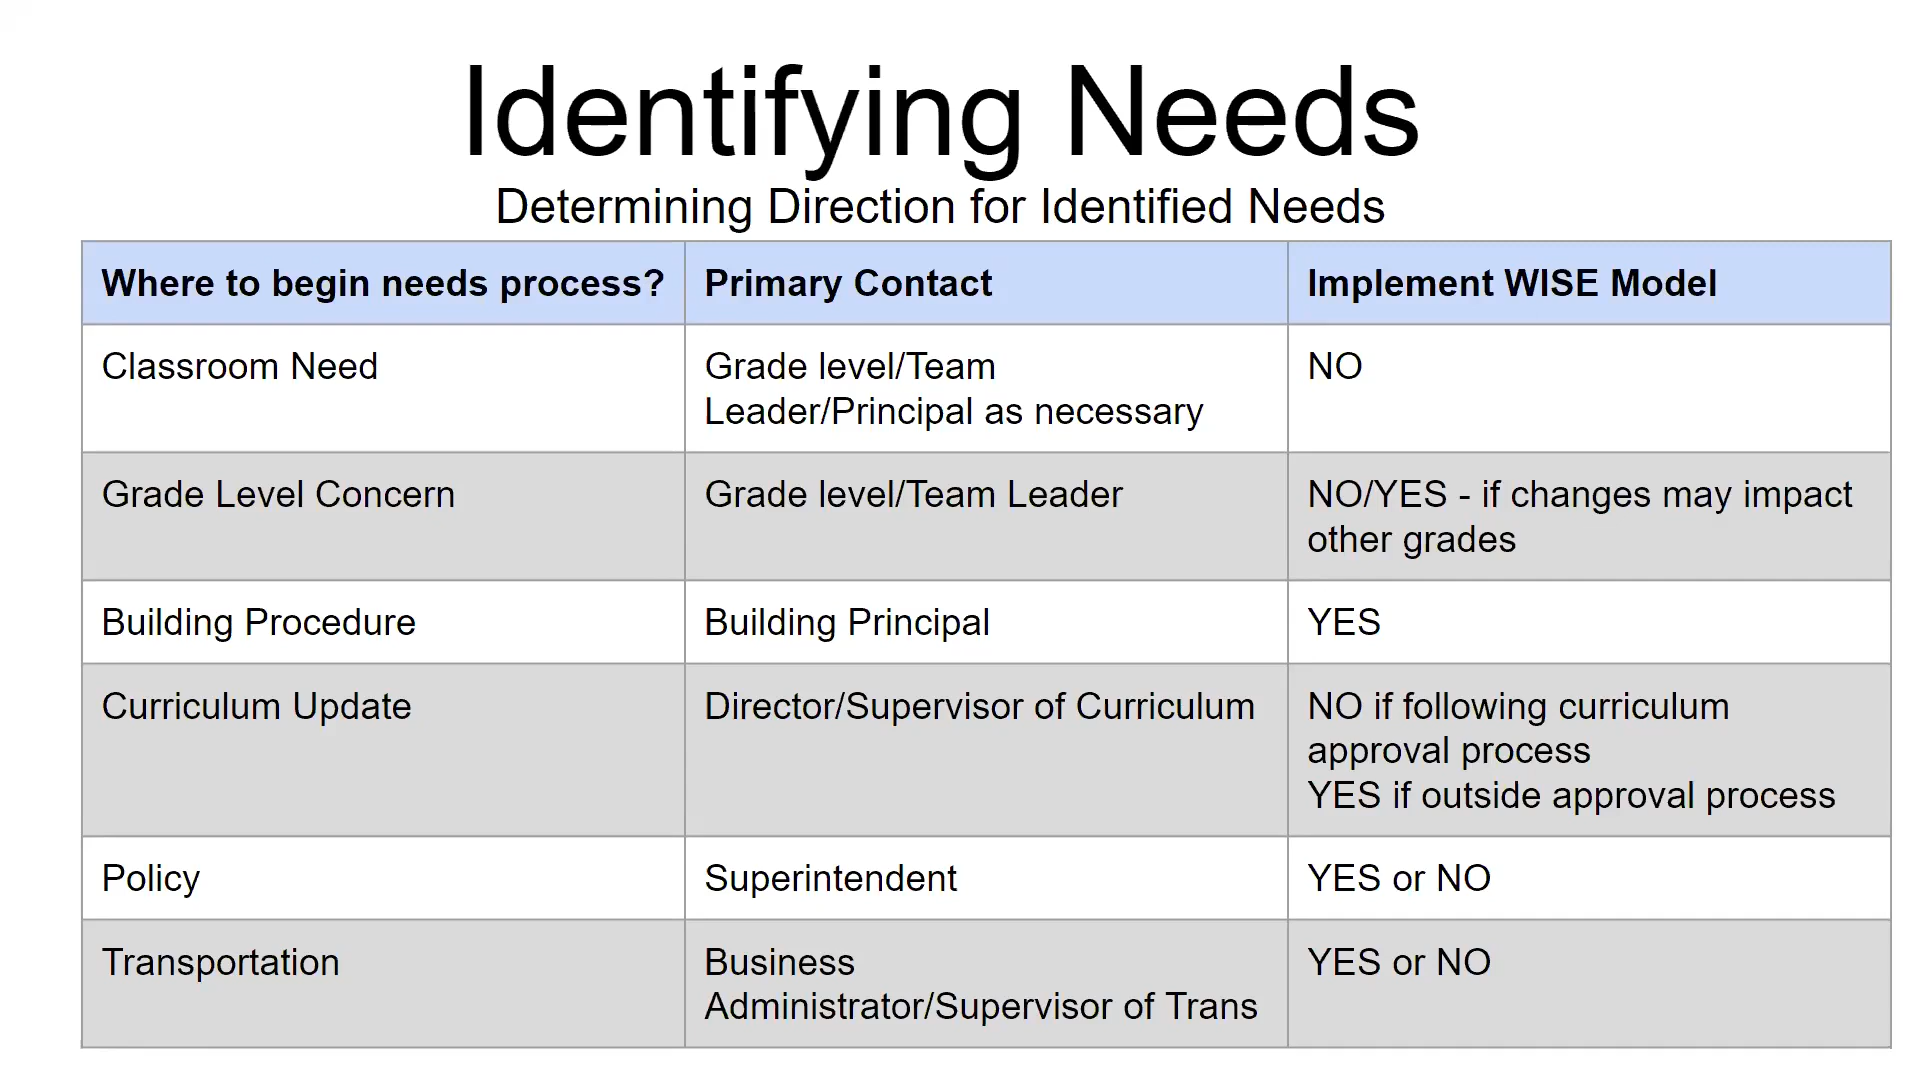 Identifying Needs
Determining Direction for Identified Needs
Where to begin needs process?
Primary Contact
Implement WISE Model
Classroom Need
Grade level/Team
Leader/Principal as necessary
NO
Grade Level Concern
Grade level/Team Leader
NO/YES - if changes may impact
other grades
Building Procedure
Building Principal
YES
Curriculum Update
Director/Supervisor of Curriculum
NO if following curriculum
approval process
YES if outside approval process
Policy
Superintendent
YES or NO
Transportation
Business
Administrator/Supervisor of Trans
YES or NO